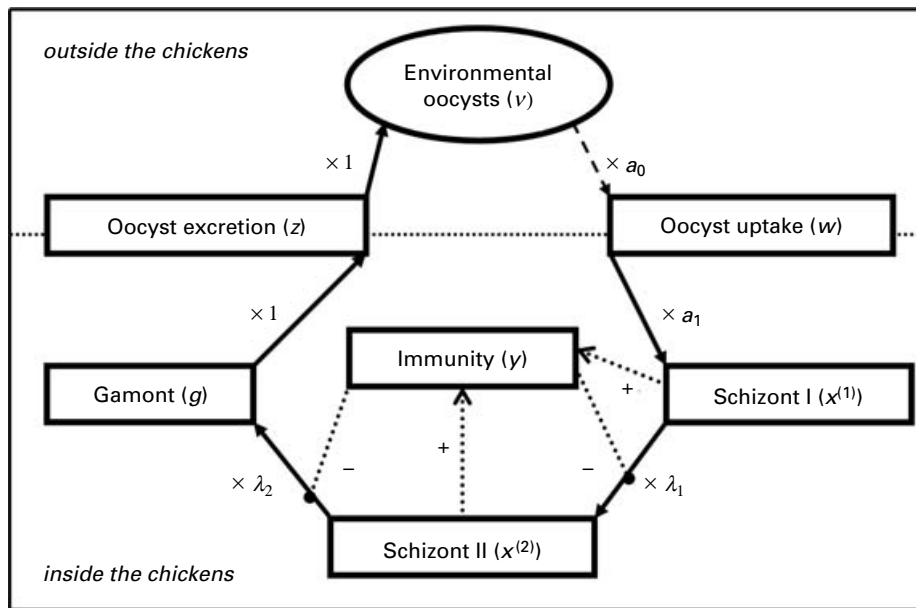 outside the chickens
Environmental
oocysts (ν)
× 1
× a₀
Oocyst excretion (z)
Oocyst uptake (w)
× 1
× a₁
Immunity (y)
Gamont (g)
+
Schizont I (x⁽¹⁾)
−
+
−
× λ₂
× λ₁
Schizont II (x⁽²⁾)
inside the chickens